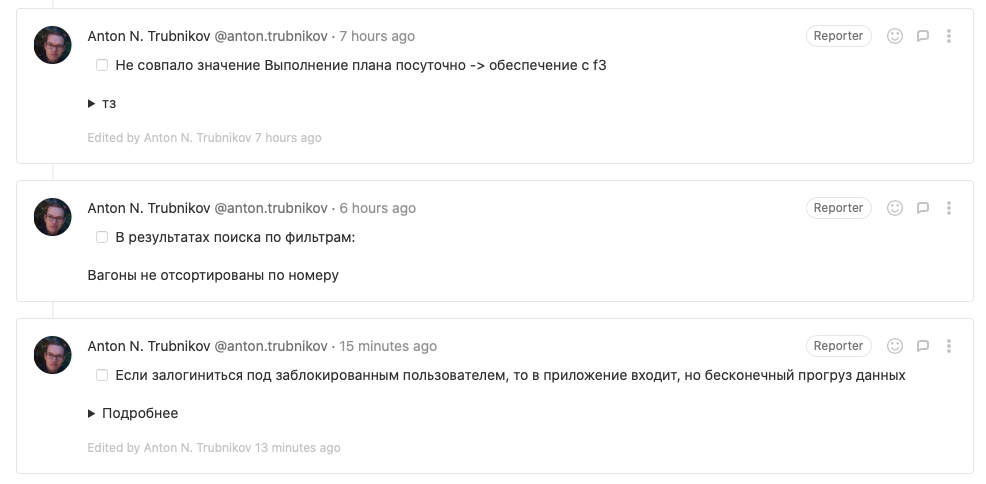 Anton N. Trubnikov @anton.trubnikov · 7 hours ago Reporter
Не совпало значение Выполнение плана посуточно -> обеспечение с f3
тз
Edited by Anton N. Trubnikov 7 hours ago
Anton N. Trubnikov @anton.trubnikov · 6 hours ago Reporter
В результатах поиска по фильтрам:
Вагоны не отсортированы по номеру
Anton N. Trubnikov @anton.trubnikov · 15 minutes ago Reporter
Если залогиниться под заблокированным пользователем, то в приложение входит, но бесконечный прогруз данных
Подробнее
Edited by Anton N. Trubnikov 13 minutes ago